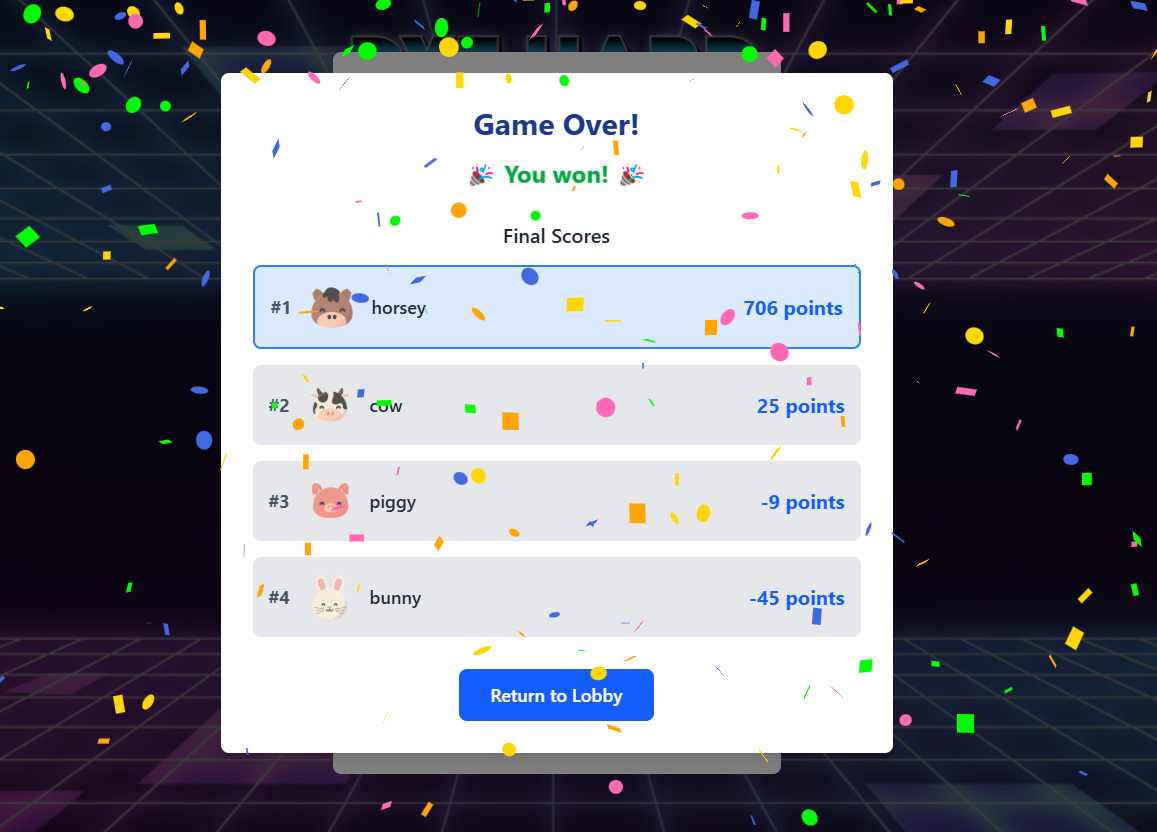 Game Over!
🎉 You won! 🎉
Final Scores
#1 horsey 706 points
#2 cow 25 points
#3 piggy -9 points
#4 bunny -45 points
Return to Lobby